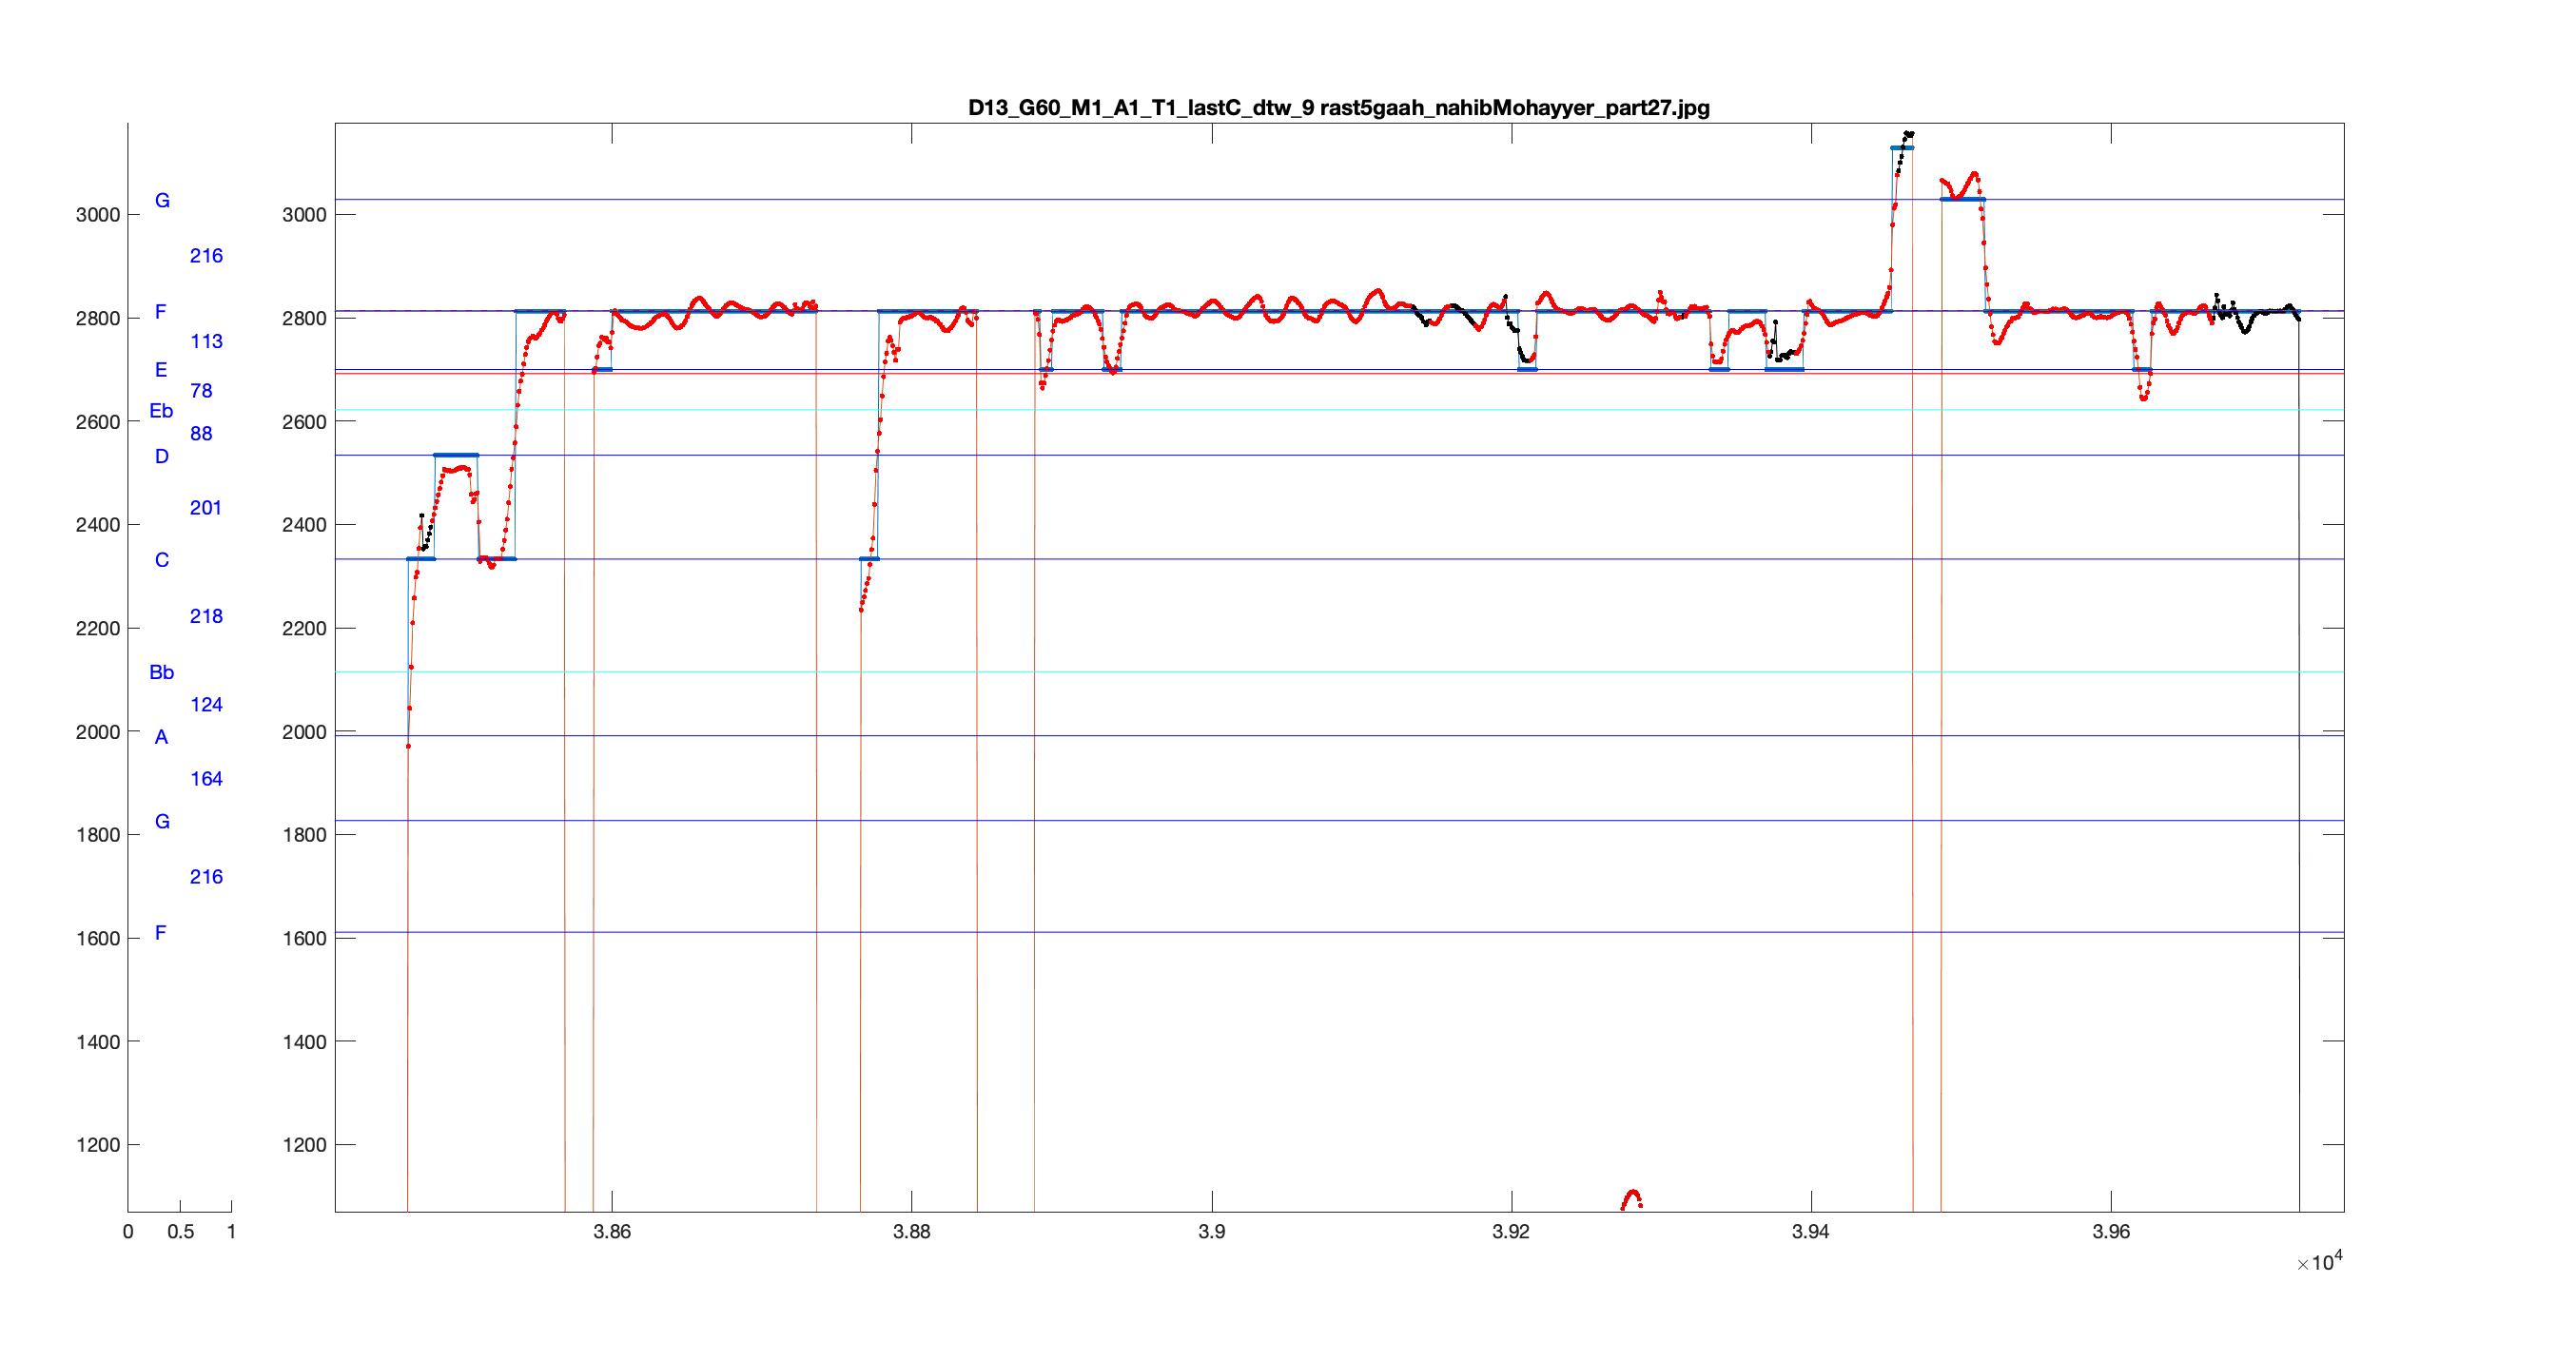 D13_G60_M1_A1_T1_lastC_dtw_9 rast5gaah_nahibMohayyer_part27.jpg
G
3000 3000
216
F
2800 2800
113
E
78
Eb
2600 2600
88
D
201
2400 2400
C
218
2200 2200
Bb
124
2000 2000
A
164
G
1800 1800
216
F
1600 1600
1400 1400
1200 1200
0 0.5 1 3.86 3.88 3.9 3.92 3.94 3.96
×10⁴